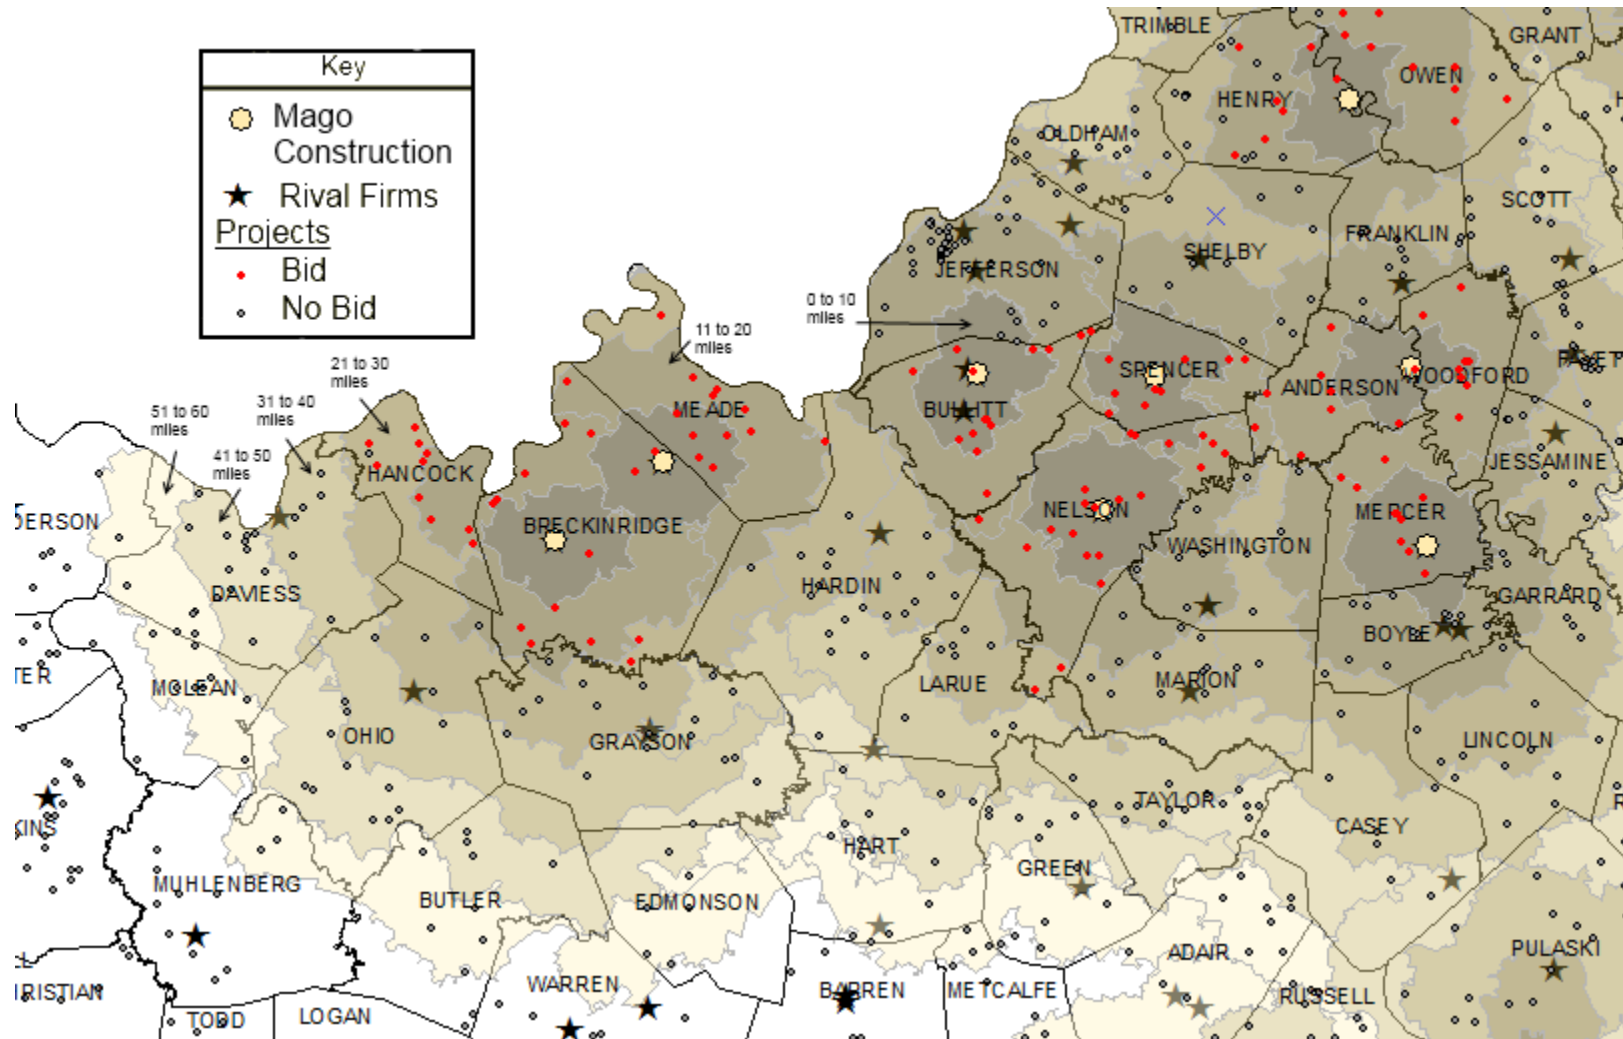 Key
Mago
Construction
Rival Firms
Projects
Bid
No Bid
TRIMBLE
GRANT
OWEN
HENRY
OLDHAM
SCOTT
FRANKLIN
SHELBY
JEFFERSON
0 to 10
miles
11 to 20
miles
21 to 30
miles
31 to 40
miles
51 to 60
miles
41 to 50
miles
SPENCER
ANDERSON
WOODFORD
MEADE
BULLITT
HANCOCK
JESSAMINE
NELSON
MERCER
DERSON
BRECKINRIDGE
WASHINGTON
HARDIN
DAVIESS
GARRARD
BOYLE
TER
MCLEAN
LARUE
MARION
OHIO
GRAYSON
LINCOLN
TAYLOR
KINS
CASEY
HART
GREEN
MUHLENBERG
BUTLER
EDMONSON
ADAIR
PULASKI
WARREN
BARREN
METCALFE
RUSSELL
RISTIAN
TODD
LOGAN